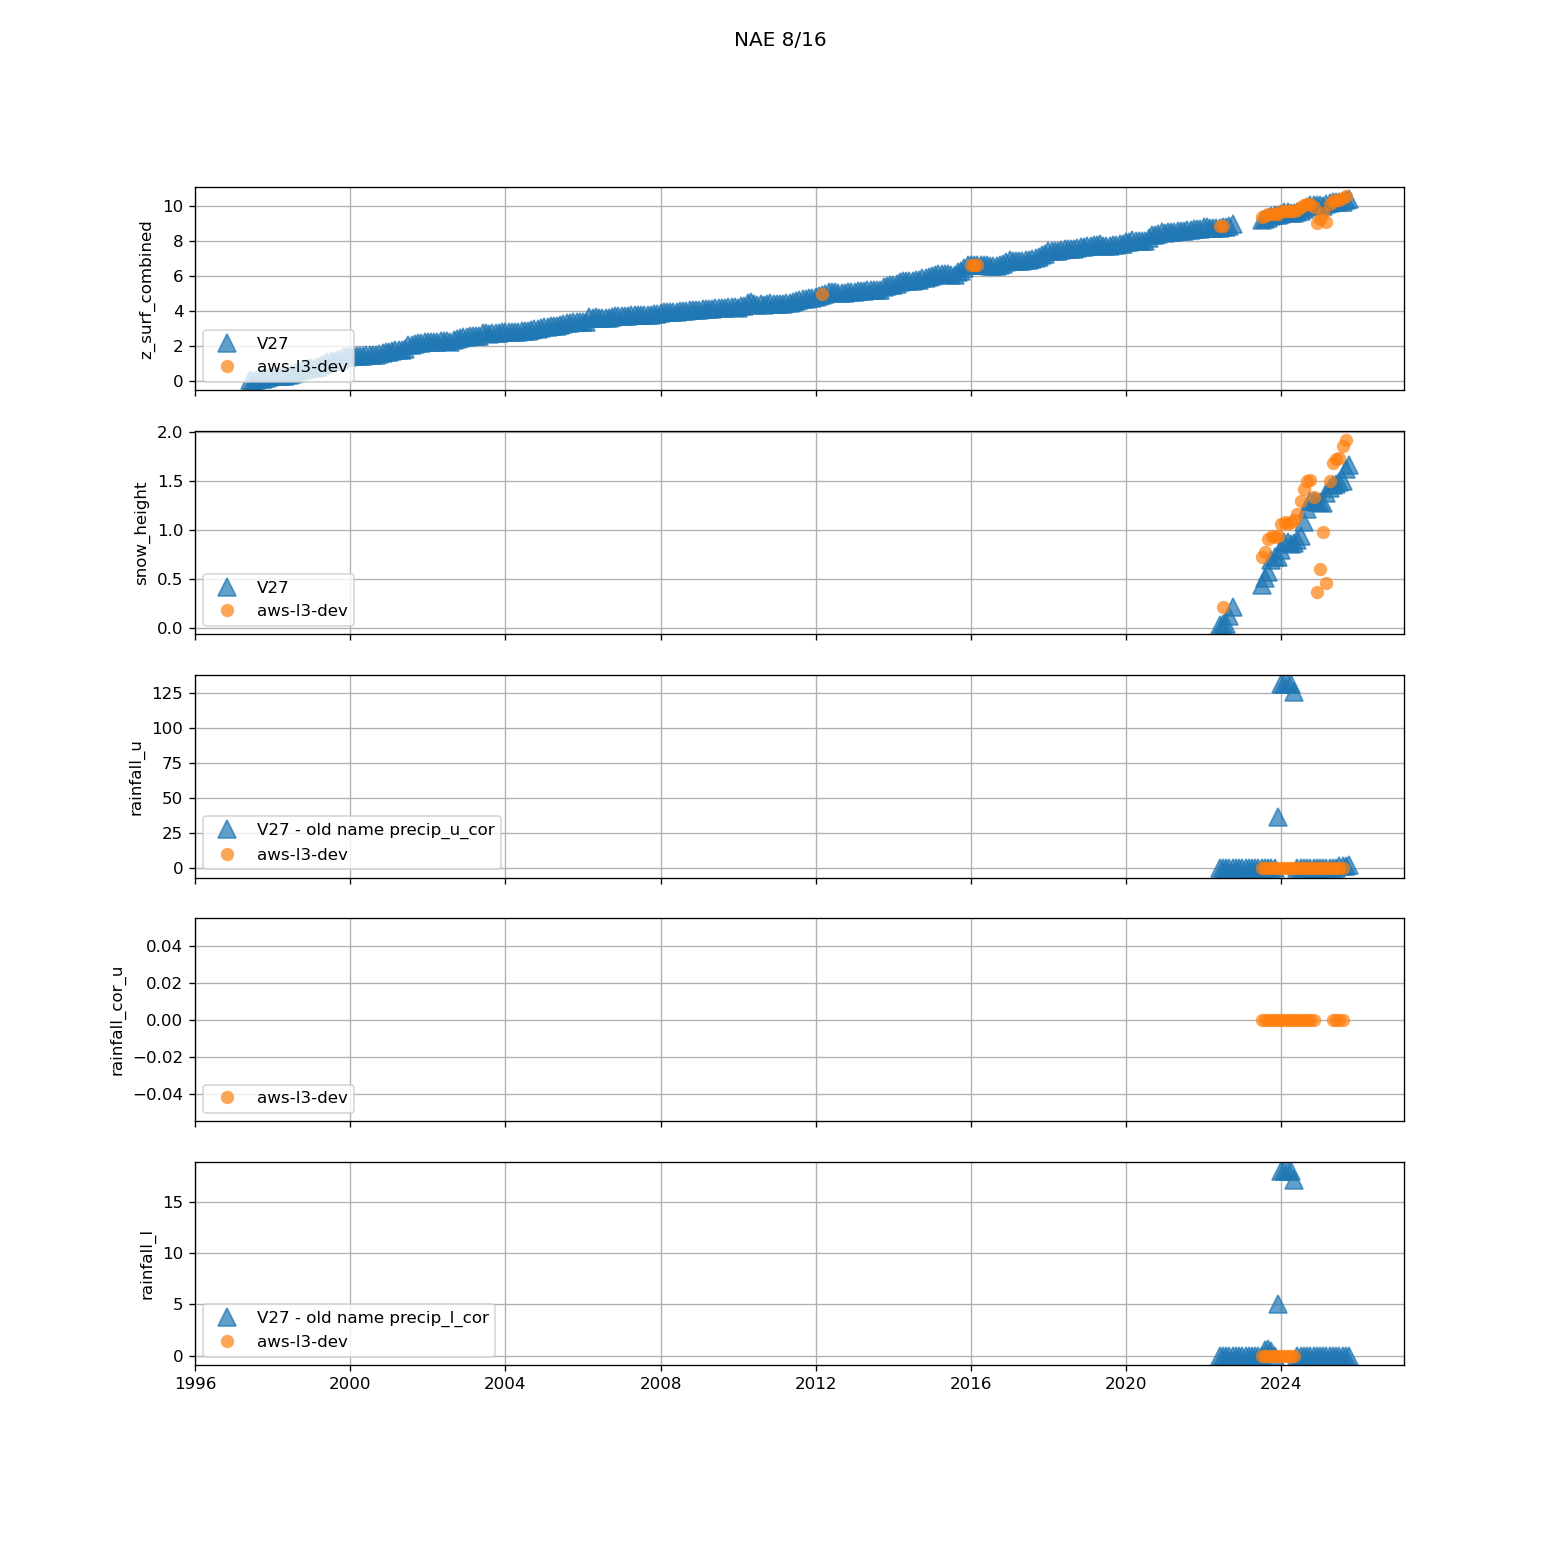 NAE 8/16
z_surf_combined
10
8
6
4
2
0
V27
aws-l3-dev
snow_height
2.0
1.5
1.0
0.5
0.0
V27
aws-l3-dev
rainfall_u
125
100
75
50
25
0
V27 - old name precip_u_cor
aws-l3-dev
rainfall_cor_u
0.04
0.02
0.00
−0.02
−0.04
aws-l3-dev
rainfall_l
15
10
5
0
V27 - old name precip_l_cor
aws-l3-dev
1996 2000 2004 2008 2012 2016 2020 2024